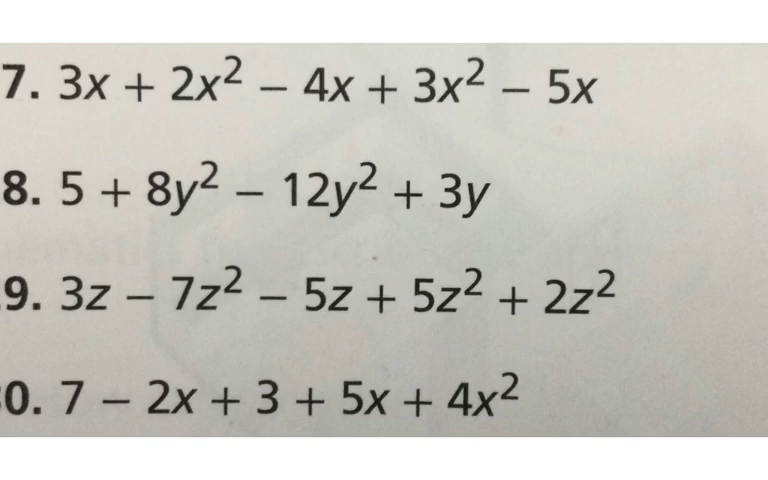 7. 3x + 2x² − 4x + 3x² − 5x
8. 5 + 8y² − 12y² + 3y
9. 3z − 7z² − 5z + 5z² + 2z²
0. 7 − 2x + 3 + 5x + 4x²